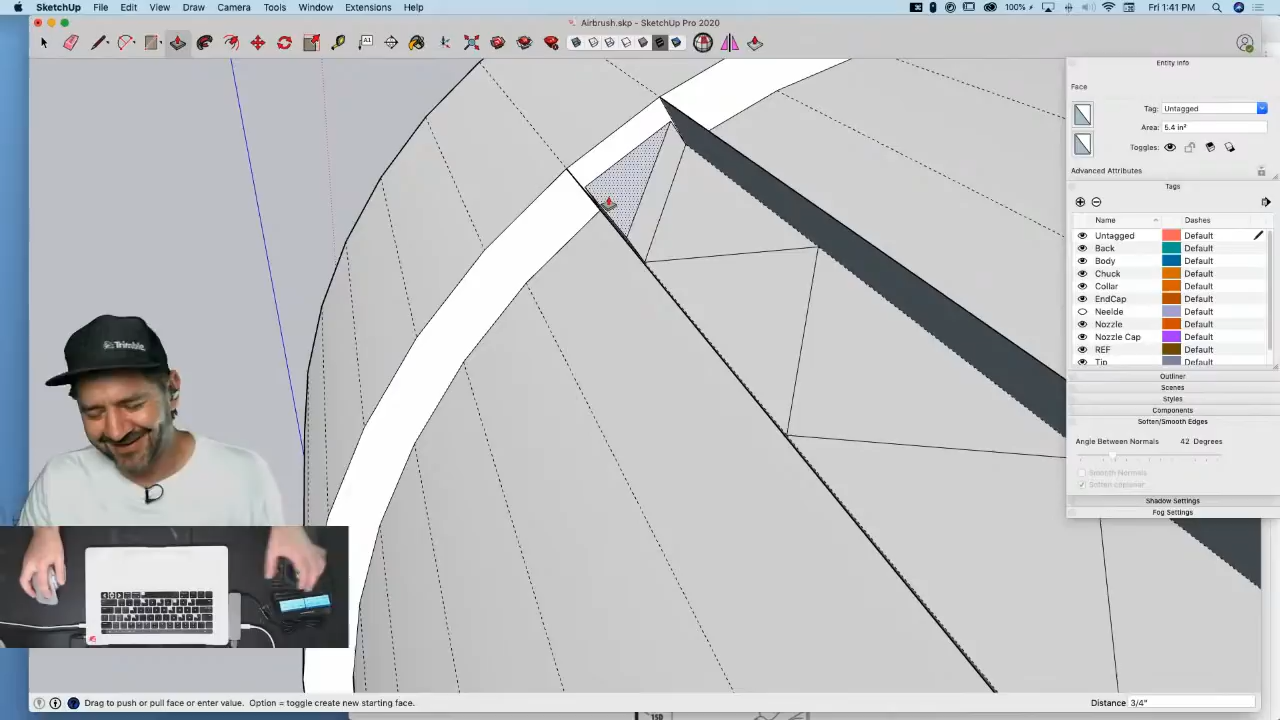 SketchUp File Edit View Draw Camera Tools Window Extensions Help
100% Fri 1:41 PM
Airbrush.skp - SketchUp Pro 2020
A1
Entity Info
Face
Tag: Untagged
Area: 5.4 in²
Toggles:
Advanced Attributes
Tags
Name Dashes
Untagged Default
Back Default
Body Default
Chuck Default
Collar Default
EndCap Default
Neelde Default
Nozzle Default
Nozzle Cap Default
REF Default
Tip Default
Outliner
Scenes
Styles
Components
Soften/Smooth Edges
Angle Between Normals 42 Degrees
Smooth Normals
Soften coplanar
Shadow Settings
Fog Settings
Trimble.
Drag to push or pull face or enter value. Option = toggle create new starting face.
Distance 3/4"